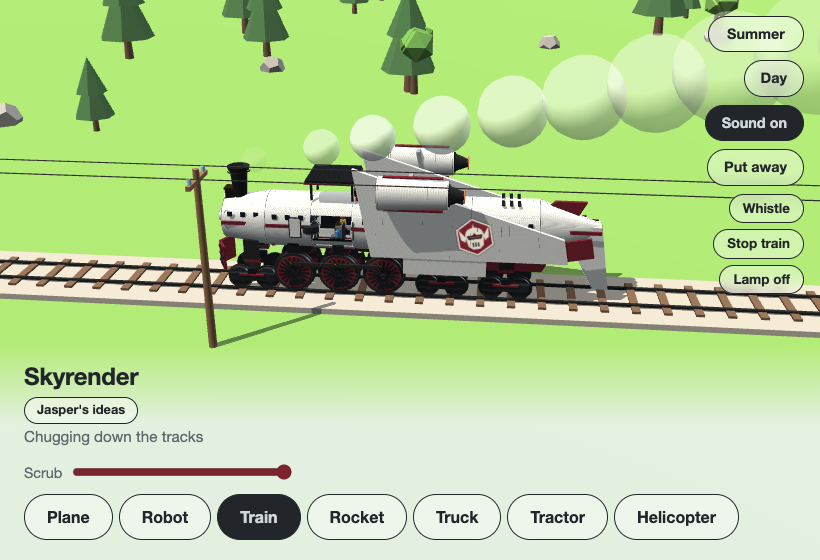 Summer
Day
Sound on
Put away
Whistle
Stop train
Lamp off
Skyrender
Jasper's ideas
Chugging down the tracks
Scrub
Plane Robot Train Rocket Truck Tractor Helicopter